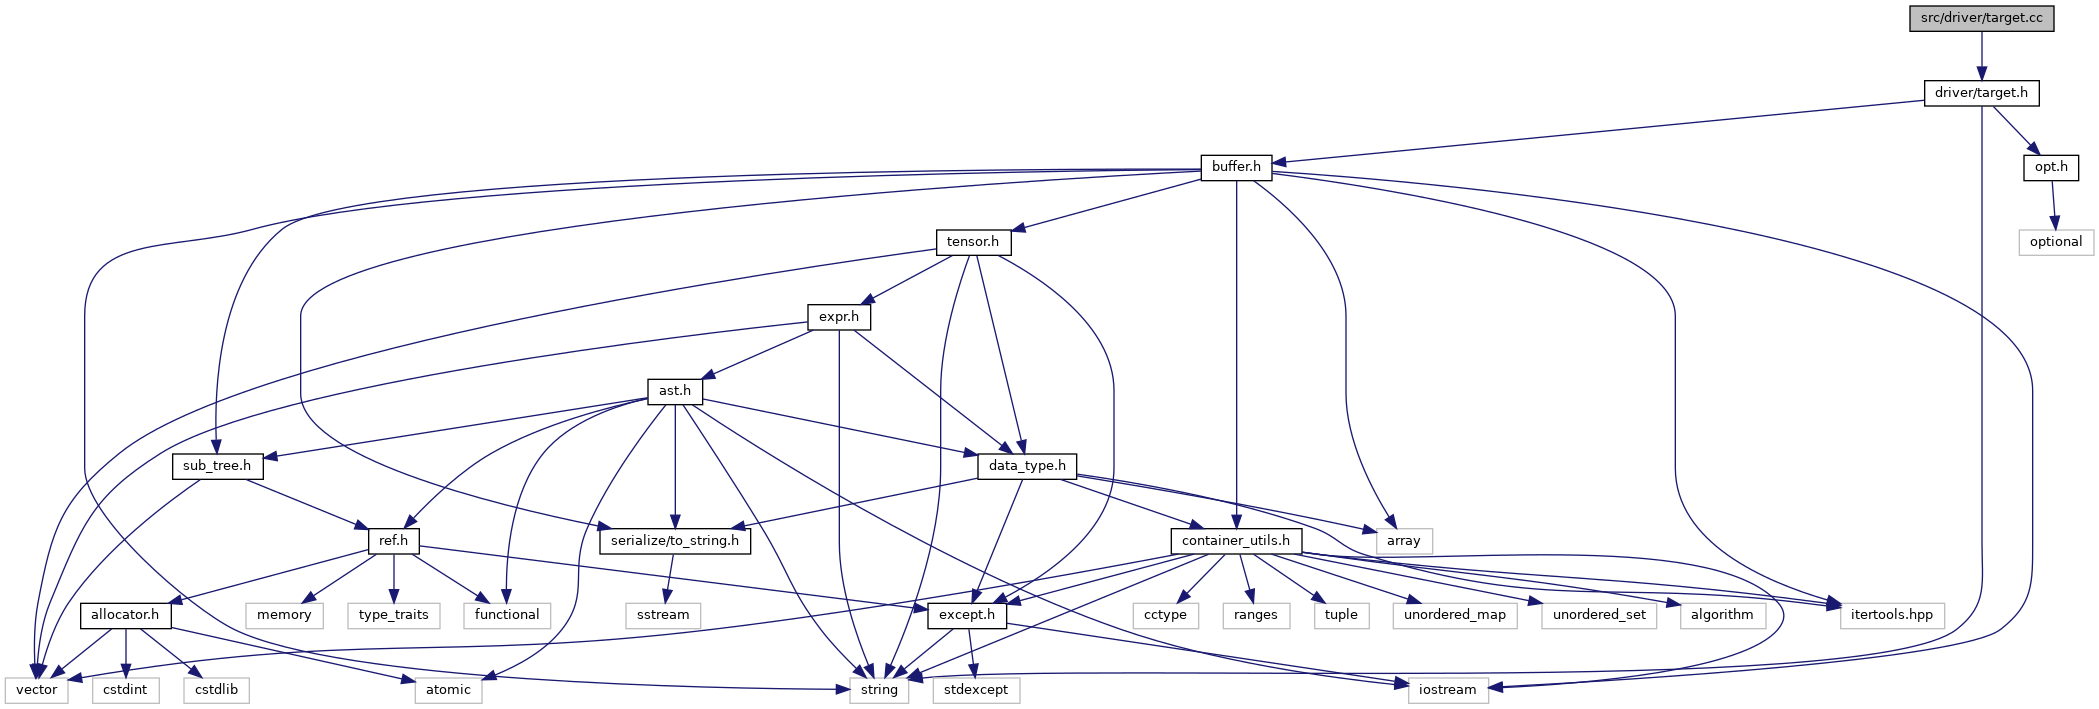 src/driver/target.cc
driver/target.h
buffer.h
opt.h
tensor.h
optional
expr.h
ast.h
sub_tree.h
data_type.h
ref.h
serialize/to_string.h
container_utils.h
array
allocator.h
memory
type_traits
functional
sstream
except.h
cctype
ranges
tuple
unordered_map
unordered_set
algorithm
itertools.hpp
vector
cstdint
cstdlib
atomic
string
stdexcept
iostream